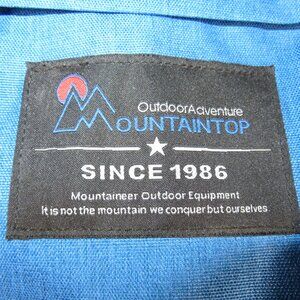 OutdoorAdventure
MOUNTAINTOP
SINCE 1986
Mountaineer Outdoor Equipment
It is not the mountain we conquer but ourselves